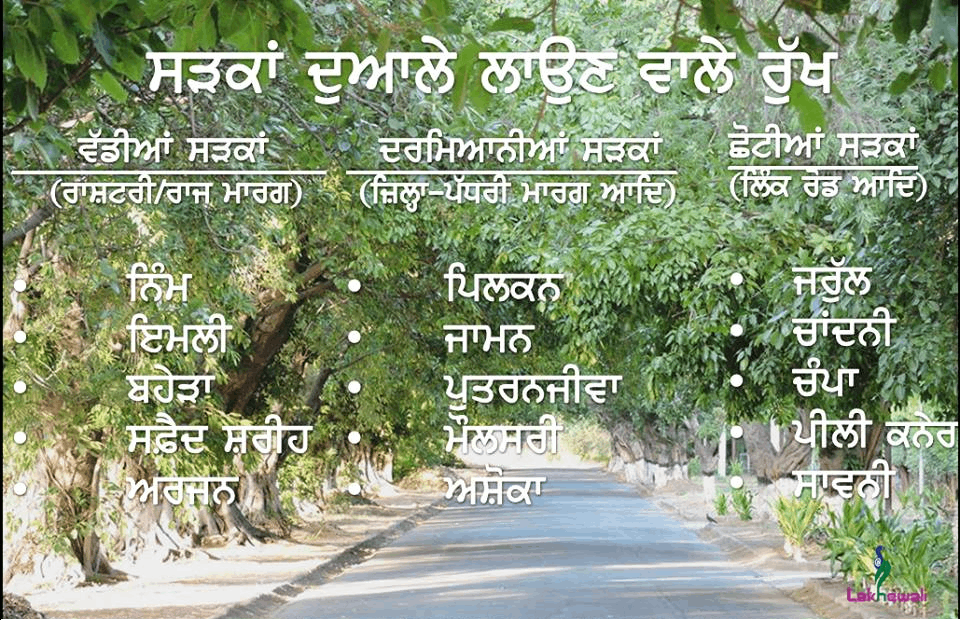 ਸੜਕਾਂ ਦੁਆਲੇ ਲਾਉਣ ਵਾਲੇ ਰੁੱਖ
ਵੱਡੀਆਂ ਸੜਕਾਂ
(ਰਾਸ਼ਟਰੀ/ਰਾਜ ਮਾਰਗ)
• ਨਿੰਮ
• ਇਮਲੀ
• ਬਹੇੜਾ
• ਸਫ਼ੈਦ ਸ਼ਰੀਹ
• ਅਰਜਨ
ਦਰਮਿਆਨੀਆਂ ਸੜਕਾਂ
(ਜ਼ਿਲ੍ਹਾ-ਪੱਧਰੀ ਮਾਰਗ ਆਦਿ)
• ਪਿਲਕਨ
• ਜਾਮਨ
• ਪੁਤਰਨਜੀਵਾ
• ਮੌਲਸਰੀ
• ਅਸ਼ੋਕਾ
ਛੋਟੀਆਂ ਸੜਕਾਂ
(ਲਿੰਕ ਰੋਡ ਆਦਿ)
• ਜਰੁੱਲ
• ਚਾਂਦਨੀ
• ਚੰਪਾ
• ਪੀਲੀ ਕਨੇਰ
• ਸਾਵਨੀ
Lakhewali